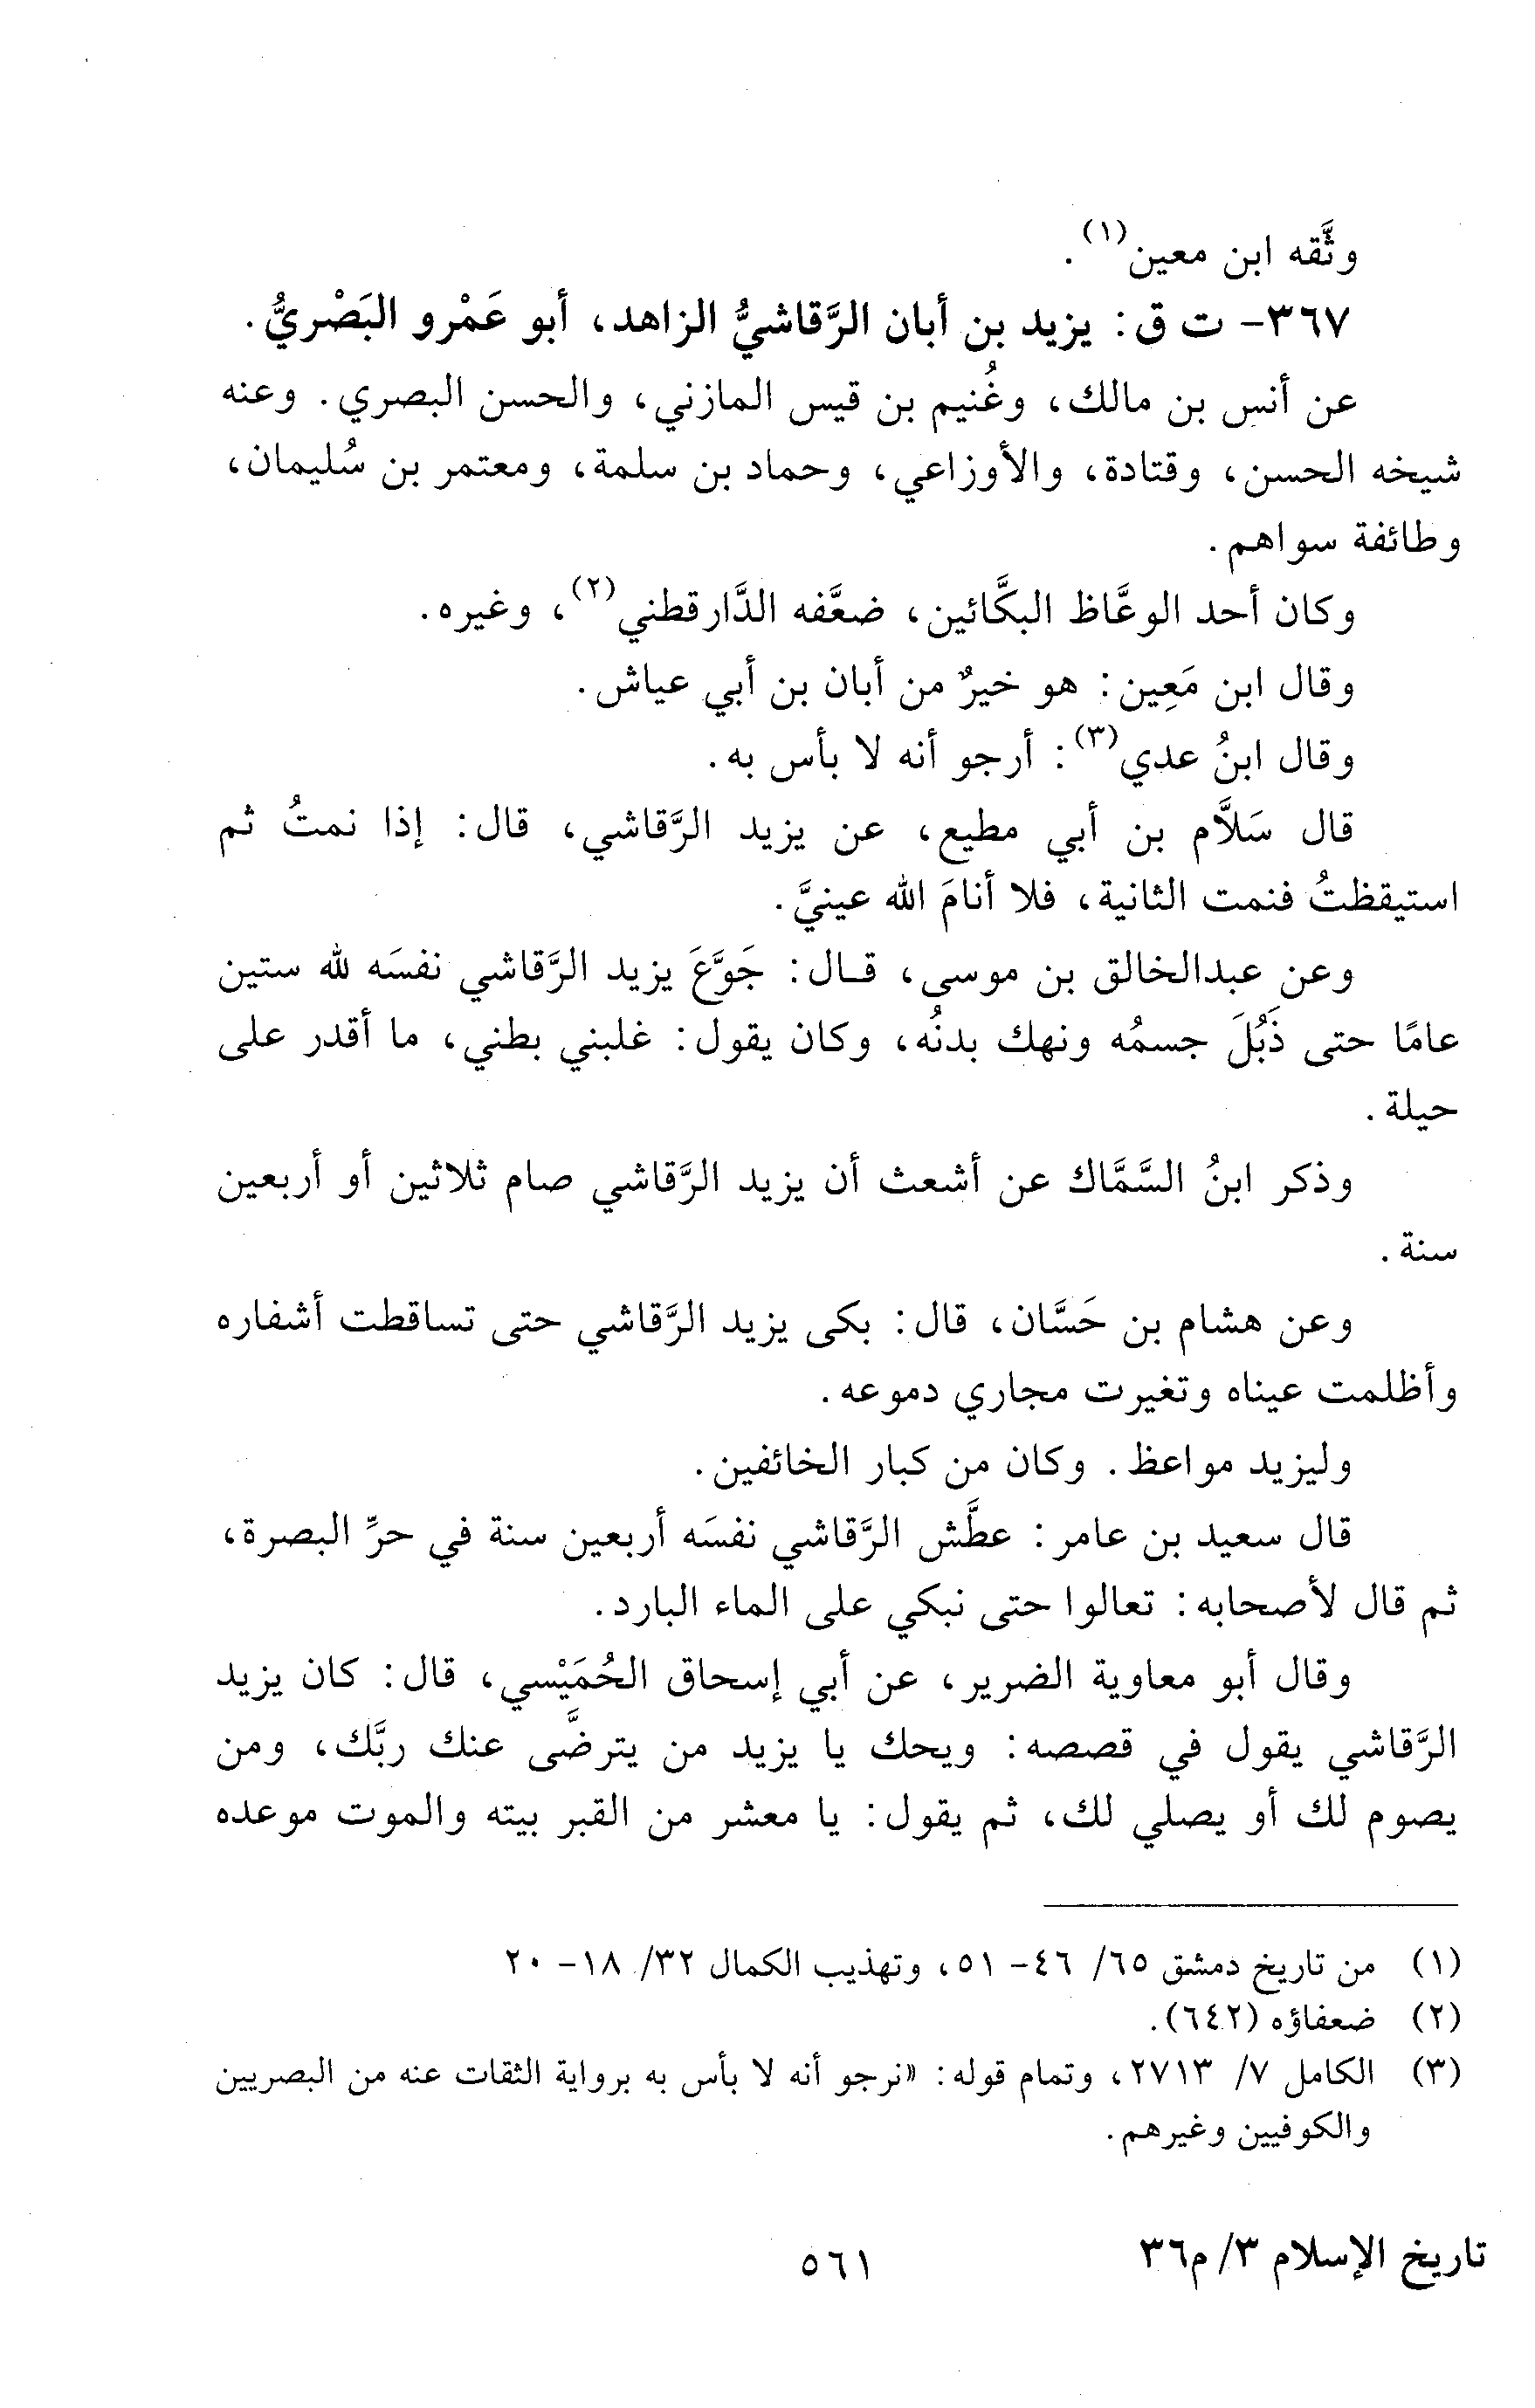 وثَّقه ابن معين(١).
٣٦٧- ت ق: يزيد بن أبان الرَّقاشيُّ الزاهد، أبو عَمْرو البَصْريُّ.
عن أنس بن مالك، وغُنيم بن قيس المازني، والحسن البصري. وعنه
شيخه الحسن، وقتادة، والأوزاعي، وحماد بن سلمة، ومعتمر بن سُليمان،
وطائفة سواهم.
وكان أحد الوعَّاظ البكَّائين، ضعَّفه الدَّارقطني(٢)، وغيره.
وقال ابن مَعِين: هو خيرٌ من أبان بن أبي عياش.
وقال ابنُ عدي(٣): أرجو أنه لا بأس به.
قال سَلاَّم بن أبي مطيع، عن يزيد الرَّقاشي، قال: إذا نمتُ ثم
استيقظتُ فنمت الثانية، فلا أنامَ الله عينيَّ.
وعن عبدالخالق بن موسى، قـال: جَوَّعَ يزيد الرَّقاشي نفسَه لله ستين
عامًا حتى ذَبُلَ جسمُه ونهك بدنُه، وكان يقول: غلبني بطني، ما أقدر على
حيلة.
وذكر ابنُ السَّمَّاك عن أشعث أن يزيد الرَّقاشي صام ثلاثين أو أربعين
سنة.
وعن هشام بن حَسَّان، قال: بكى يزيد الرَّقاشي حتى تساقطت أشفاره
وأظلمت عيناه وتغيرت مجاري دموعه.
وليزيد مواعظ. وكان من كبار الخائفين.
قال سعيد بن عامر: عطَّش الرَّقاشي نفسَه أربعين سنة في حرِّ البصرة،
ثم قال لأصحابه: تعالوا حتى نبكي على الماء البارد.
وقال أبو معاوية الضرير، عن أبي إسحاق الحُمَيْسي، قال: كان يزيد
الرَّقاشي يقول في قصصه: ويحك يا يزيد من يترضَّى عنك ربَّك، ومن
يصوم لك أو يصلي لك، ثم يقول: يا معشر من القبر بيته والموت موعده
(١) من تاريخ دمشق ٦٥/ ٤٦- ٥١، وتهذيب الكمال ٣٢/ ١٨- ٢٠
(٢) ضعفاؤه (٦٤٢).
(٣) الكامل ٧/ ٢٧١٣، وتمام قوله: «نرجو أنه لا بأس به برواية الثقات عنه من البصريين
والكوفيين وغيرهم.
تاريخ الإسلام ٣/ م٣٦
٥٦١